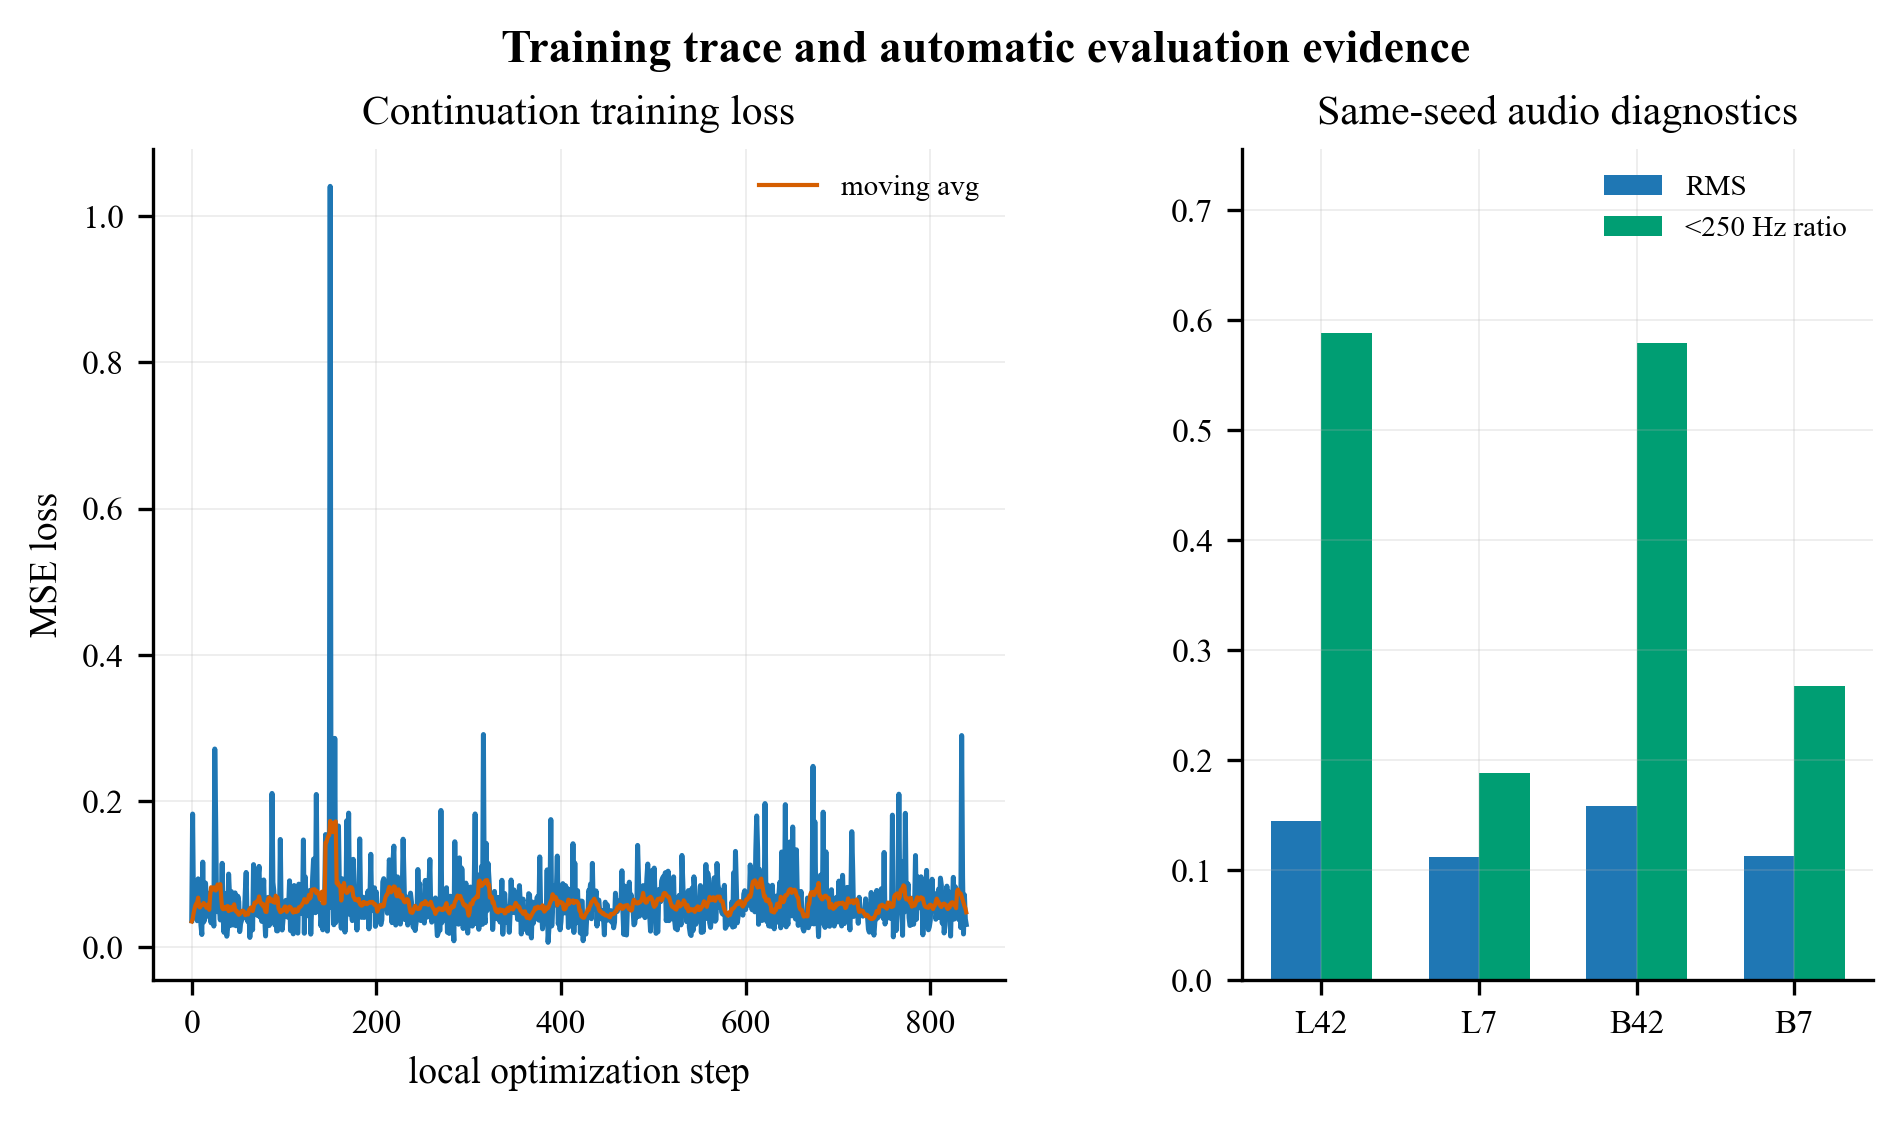 Training trace and automatic evaluation evidence
Continuation training loss
moving avg
MSE loss
1.0
0.8
0.6
0.4
0.2
0.0
0 200 400 600 800
local optimization step
Same-seed audio diagnostics
RMS
<250 Hz ratio
0.7
0.6
0.5
0.4
0.3
0.2
0.1
0.0
L42 L7 B42 B7